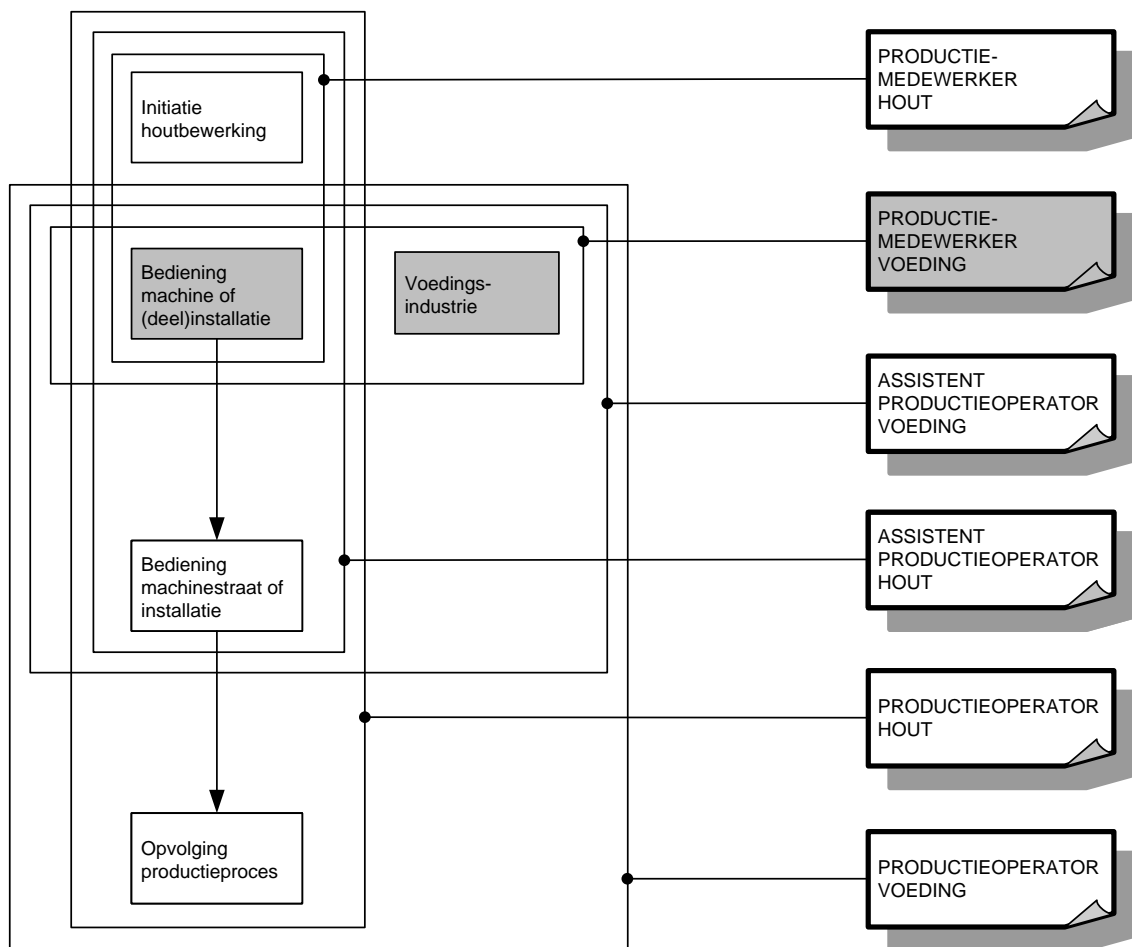 Initiatie
houtbewerking
PRODUCTIE-
MEDEWERKER
HOUT
Bediening
machine of
(deel)installatie
Voedings-
industrie
PRODUCTIE-
MEDEWERKER
VOEDING
ASSISTENT
PRODUCTIEOPERATOR
VOEDING
Bediening
machinestraat of
installatie
ASSISTENT
PRODUCTIEOPERATOR
HOUT
PRODUCTIEOPERATOR
HOUT
Opvolging
productieproces
PRODUCTIEOPERATOR
VOEDING